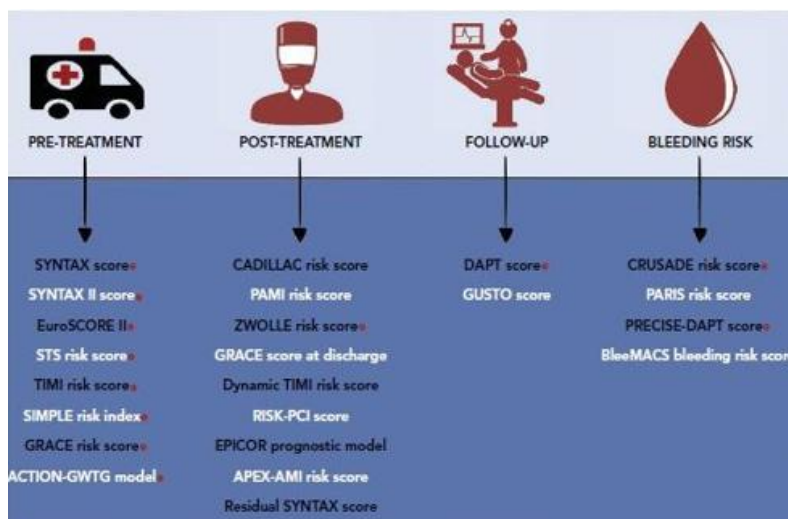 PRE-TREATMENT
POST-TREATMENT
FOLLOW-UP
BLEEDING RISK
SYNTAX score
SYNTAX II score
EuroSCORE II
STS risk score
TIMI risk score
SIMPLE risk index
GRACE risk score
ACTION-GWTG model
CADILLAC risk score
PAMI risk score
ZWOLLE risk score
GRACE score at discharge
Dynamic TIMI risk score
RISK-PCI score
EPICOR prognostic model
APEX-AMI risk score
Residual SYNTAX score
DAPT score
GUSTO score
CRUSADE risk score
PARIS risk score
PRECISE-DAPT score
BleeMACS bleeding risk scor